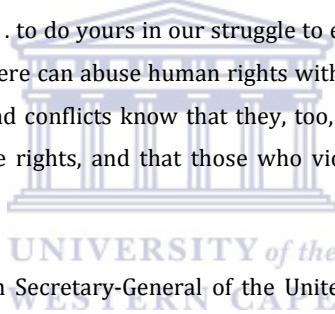 . to do yours in our struggle to e
ere can abuse human rights with
nd conflicts know that they, too,
e rights, and that those who vio
UNIVERSITY of the
n Secretary-General of the Unite
WESTERN CAPE